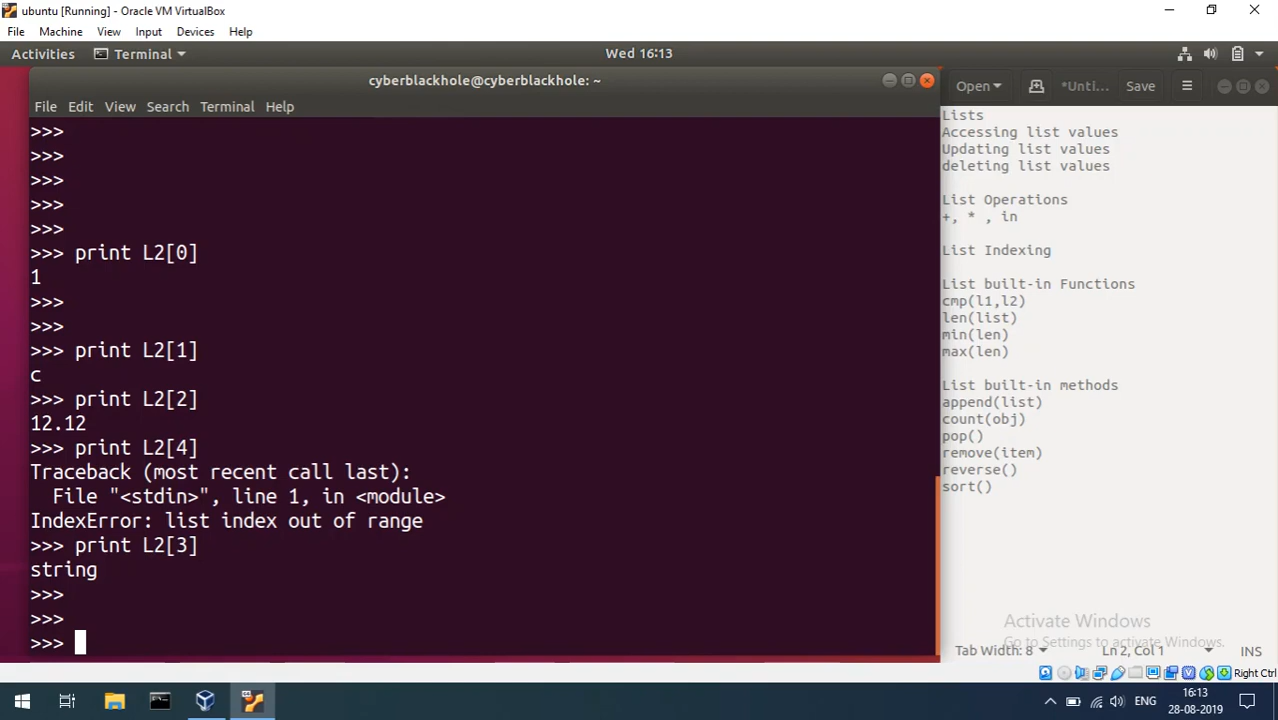 ubuntu [Running] - Oracle VM VirtualBox
File Machine View Input Devices Help
Activities Terminal Wed 16:13
cyberblackhole@cyberblackhole: ~
File Edit View Search Terminal Help
>>>
>>>
>>>
>>>
>>>
>>> print L2[0]
1
>>>
>>>
>>> print L2[1]
c
>>> print L2[2]
12.12
>>> print L2[4]
Traceback (most recent call last):
  File "<stdin>", line 1, in <module>
IndexError: list index out of range
>>> print L2[3]
string
>>>
>>>
>>>
Open *Unti... Save
Lists
Accessing list values
Updating list values
deleting list values
List Operations
+, * , in
List Indexing
List built-in Functions
cmp(l1,l2)
len(list)
min(len)
max(len)
List built-in methods
append(list)
count(obj)
pop()
remove(item)
reverse()
sort()
Activate Windows
Go to Settings to activate Windows.
Tab Width: 8 Ln 2, Col 1 INS
Right Ctrl
ENG
16:13
28-08-2019